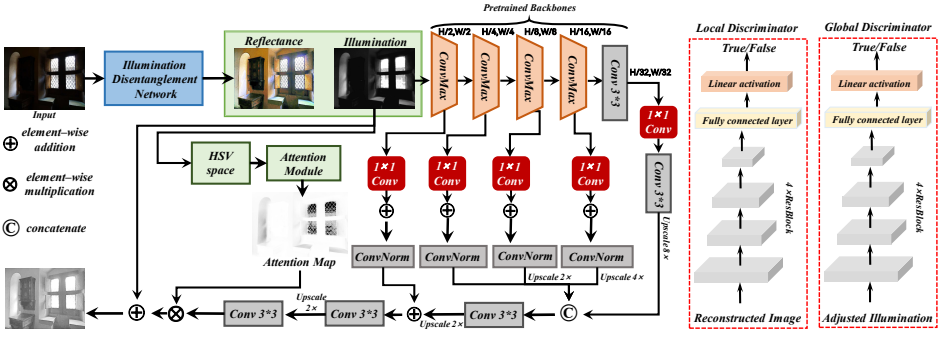 Pretrained Backbones
H/2,W/2
H/4,W/4
H/8,W/8
H/16,W/16
H/32,W/32
Reflectance
Illumination
Illumination
Disentanglement
Network
ConvMax
ConvMax
ConvMax
ConvMax
Conv 3*3
Input
element–wise
addition
element–wise
multiplication
C concatenate
HSV
space
Attention
Module
Attention Map
1×1
Conv
1×1
Conv
1×1
Conv
1×1
Conv
1×1
Conv
Conv 3*3
ConvNorm
ConvNorm
ConvNorm
ConvNorm
Upscale 2×
Upscale 4×
Upscale 8×
Conv 3*3
Upscale
2×
Conv 3*3
Upscale 2×
Conv 3*3
C
Local Discriminator
True/False
Linear activation
Fully connected layer
4×ResBlock
Reconstructed Image
Global Discriminator
True/False
Linear activation
Fully connected layer
4×ResBlock
Adjusted Illumination